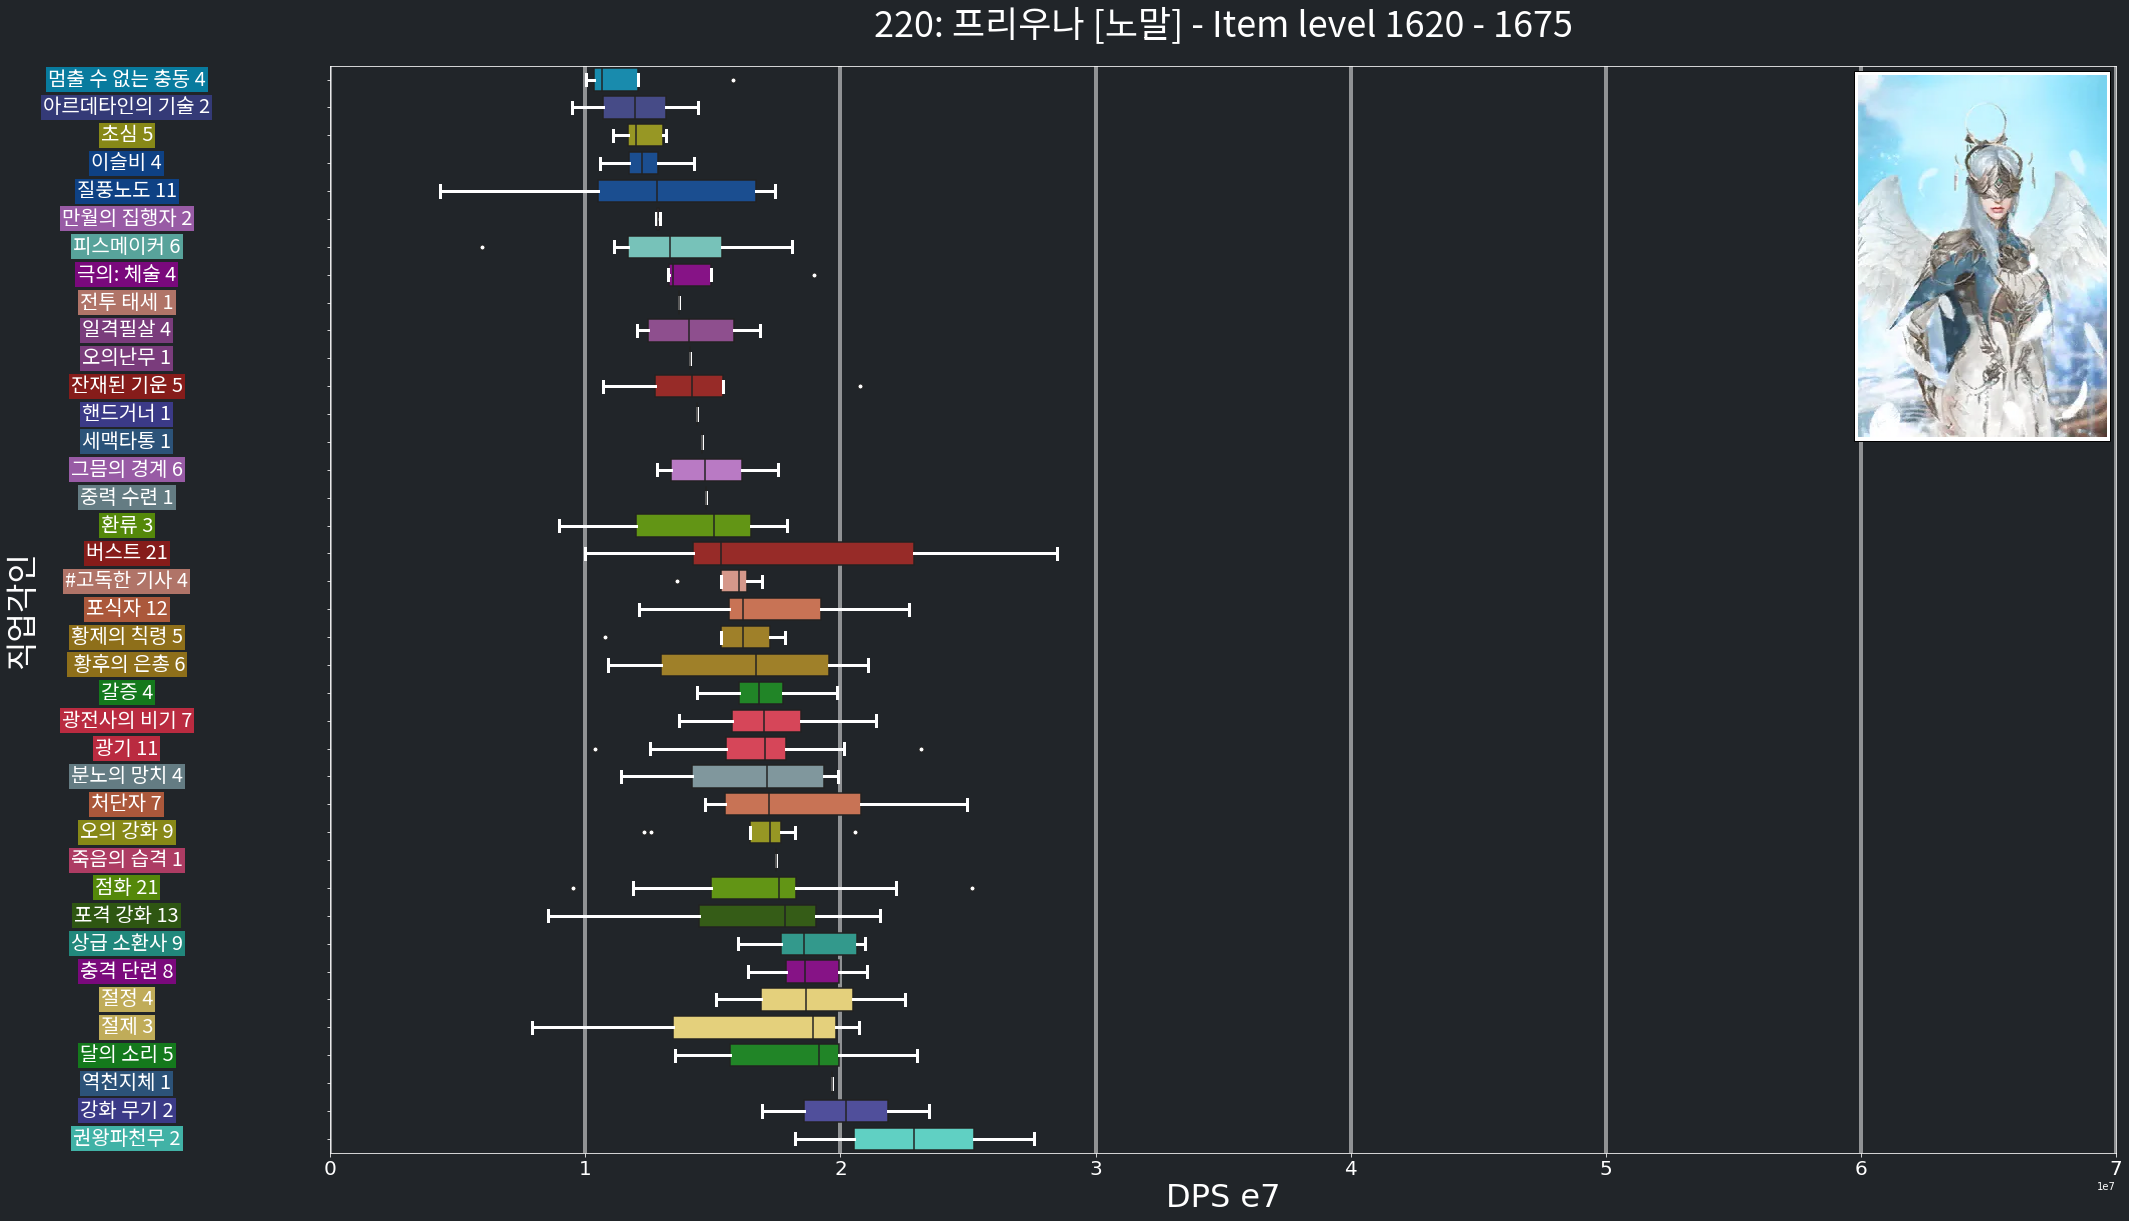 220: 프리우나 [노말] - Item level 1620 - 1675
멈출 수 없는 충동 4
아르데타인의 기술 2
초심 5
이슬비 4
질풍노도 11
만월의 집행자 2
피스메이커 6
극의: 체술 4
전투 태세 1
일격필살 4
오의난무 1
잔재된 기운 5
핸드거너 1
세맥타통 1
그믐의 경계 6
중력 수련 1
환류 3
버스트 21
#고독한 기사 4
포식자 12
황제의 칙령 5
황후의 은총 6
갈증 4
광전사의 비기 7
광기 11
분노의 망치 4
처단자 7
오의 강화 9
죽음의 습격 1
점화 21
포격 강화 13
상급 소환사 9
충격 단련 8
절정 4
절제 3
달의 소리 5
역천지체 1
강화 무기 2
권왕파천무 2
직업각인
0 1 2 3 4 5 6 7
1e7
DPS e7